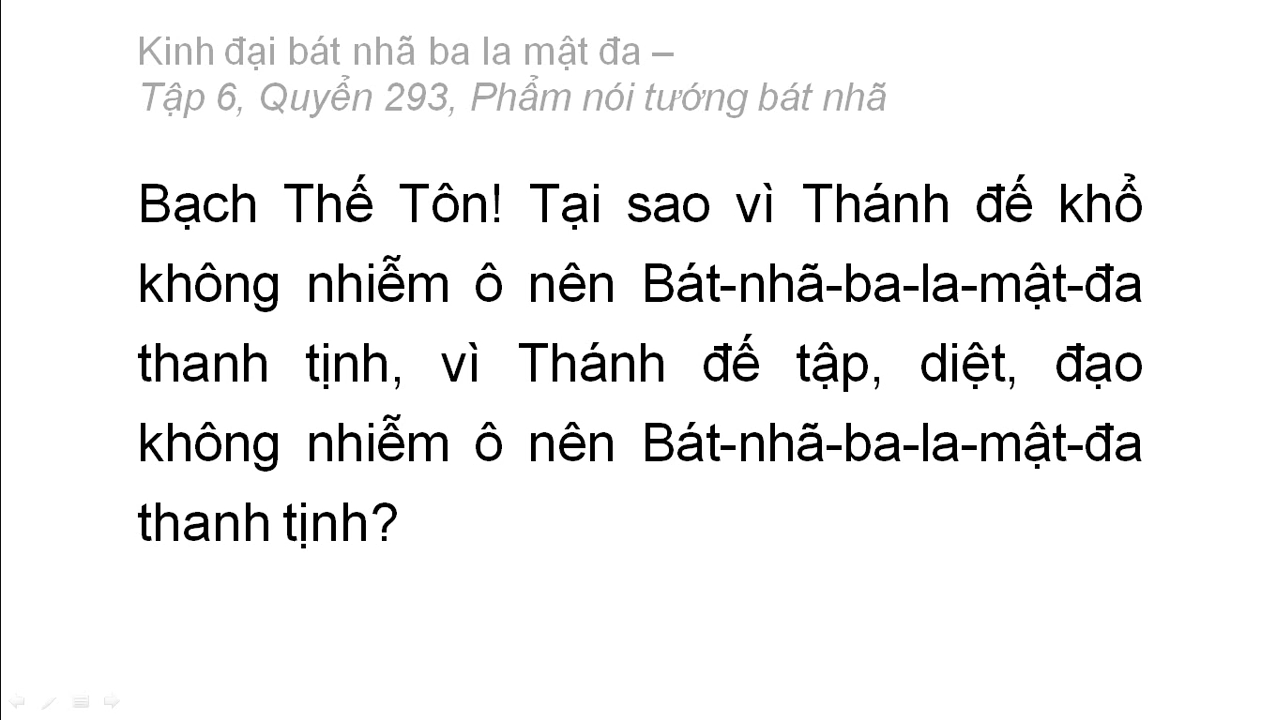 Kinh đại bát nhã ba la mật đa –
Tập 6, Quyển 293, Phẩm nói tướng bát nhã
Bạch Thế Tôn! Tại sao vì Thánh đế khổ
không nhiễm ô nên Bát-nhã-ba-la-mật-đa
thanh tịnh, vì Thánh đế tập, diệt, đạo
không nhiễm ô nên Bát-nhã-ba-la-mật-đa
thanh tịnh?